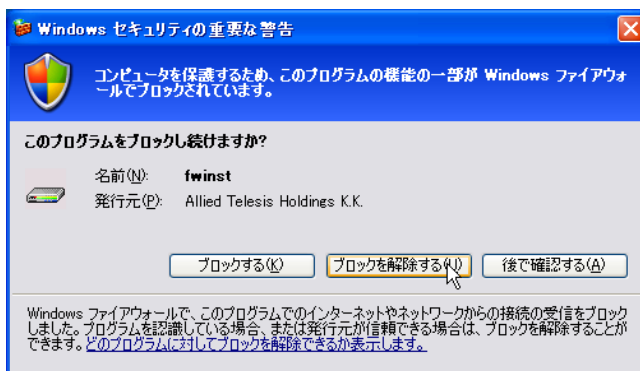 Windows セキュリティの重要な警告
コンピュータを保護するため、このプログラムの機能の一部が Windows ファイアウォ
ールでブロックされています。
このプログラムをブロックし続けますか?
名前(N): fwinst
発行元(P): Allied Telesis Holdings K.K.
ブロックする(K) ブロックを解除する(U) 後で確認する(A)
Windows ファイアウォールで、このプログラムでのインターネットやネットワークからの接続の受信をブロック
しました。プログラムを認識している場合、または発行元が信頼できる場合は、ブロックを解除することが
できます。どのプログラムに対してブロックを解除できるか表示します。